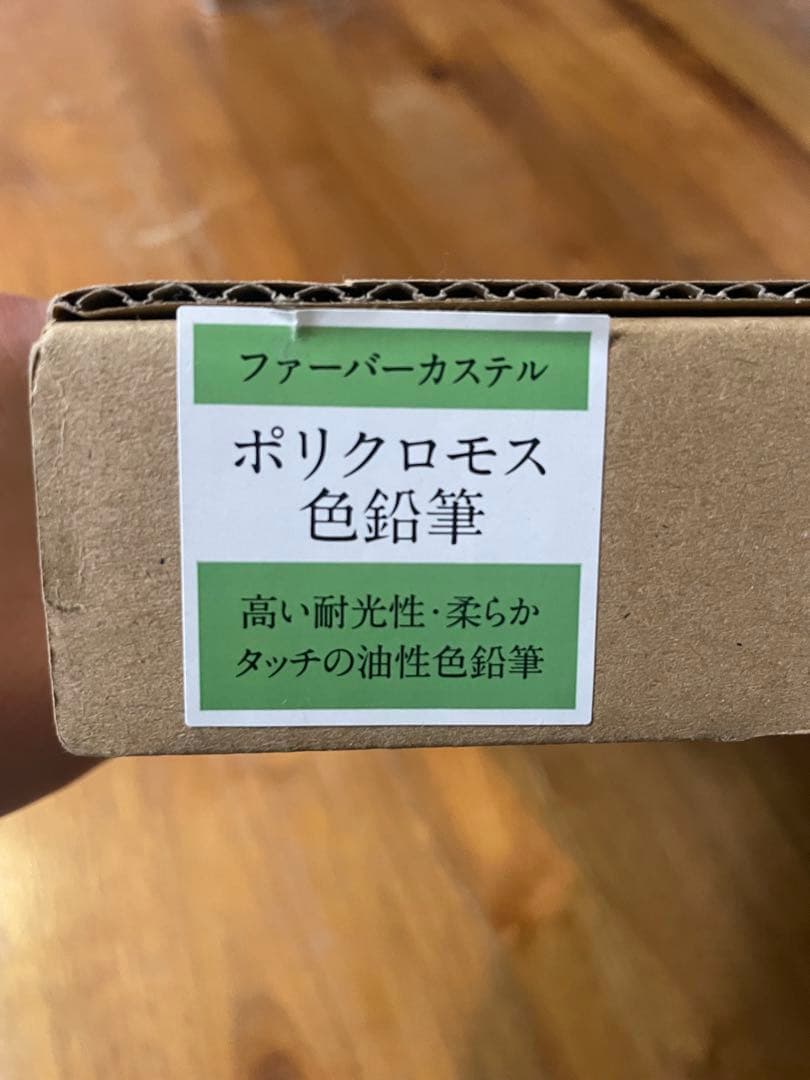 ファーバーカステル
ポリクロモス
色鉛筆
高い耐光性・柔らか
タッチの油性色鉛筆